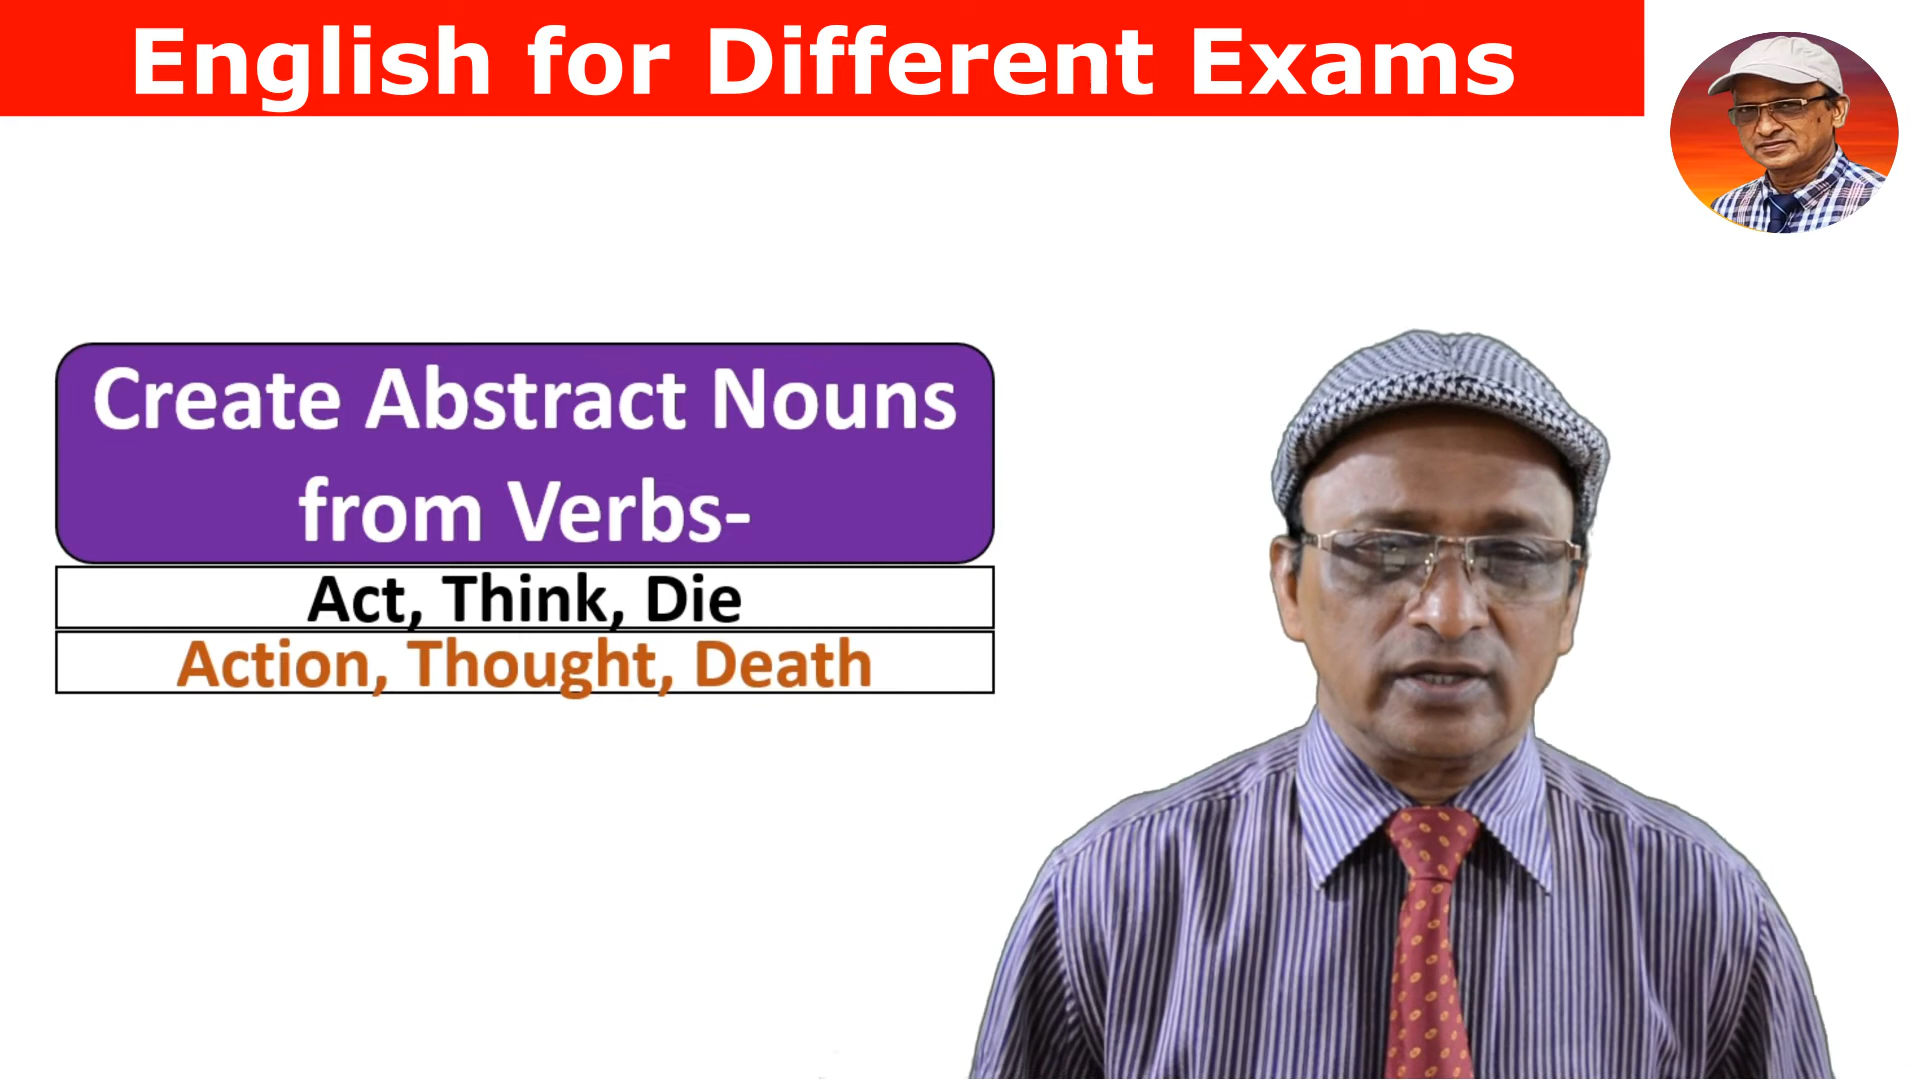 English for Different Exams
Create Abstract Nouns
from Verbs-
Act, Think, Die
Action, Thought, Death